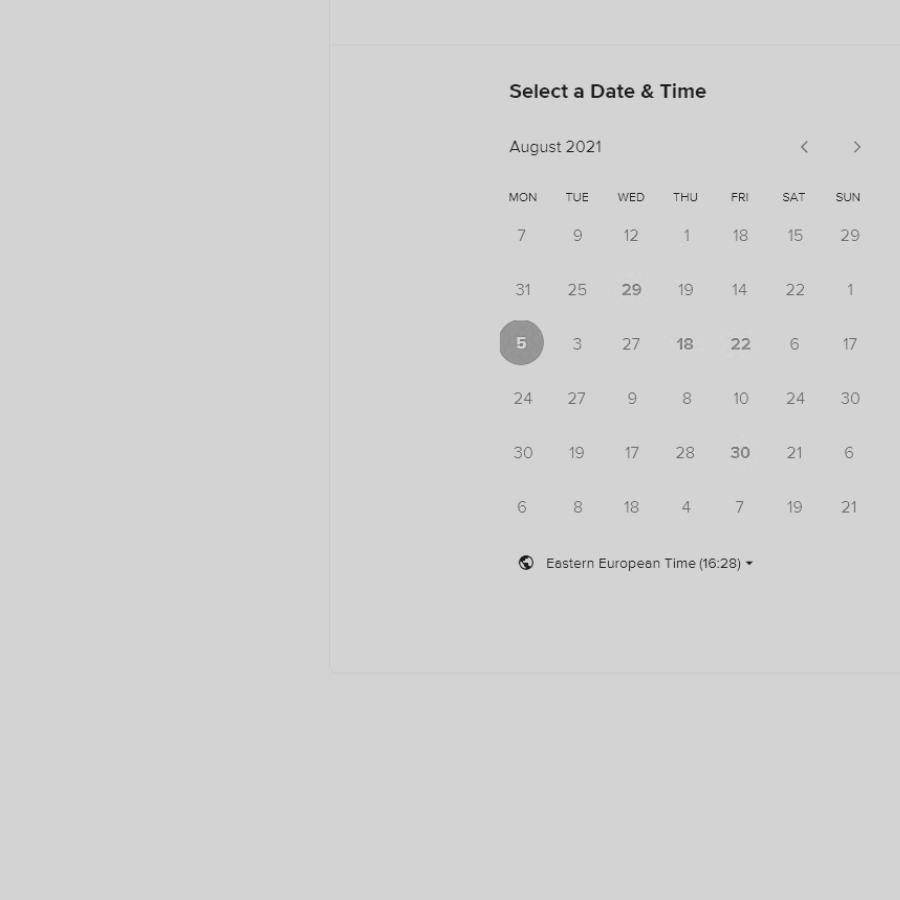 Select a Date & Time
August 2021
MON TUE WED THU FRI SAT SUN
7 9 12 1 18 15 29
31 25 29 19 14 22 1
5 3 27 18 22 6 17
24 27 9 8 10 24 30
30 19 17 28 30 21 6
6 8 18 4 7 19 21
Eastern European Time (16:28)